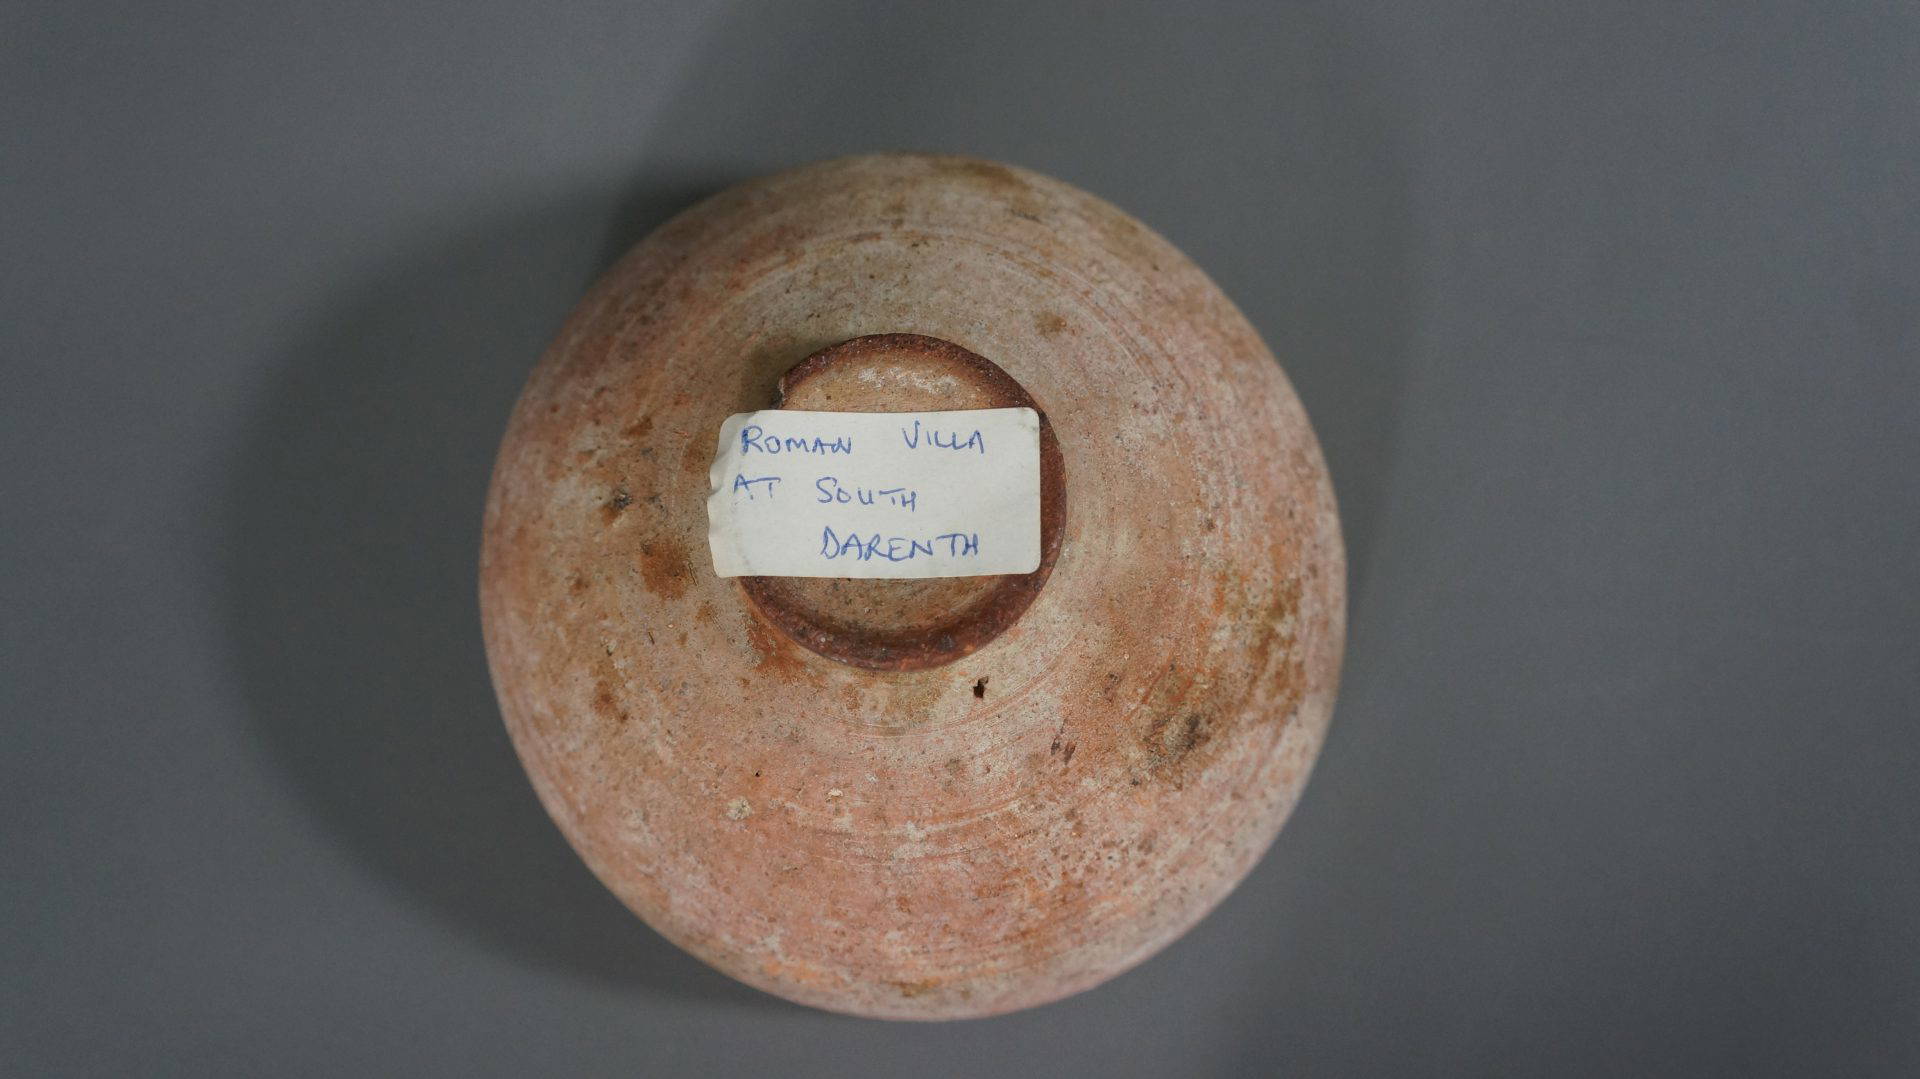 ROMAN VILLA
AT SOUTH
DARENTH